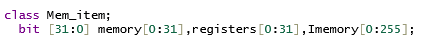 class Mem_item;
bit [31:0] memory[0:31],registers[0:31],Imemory[0:255];